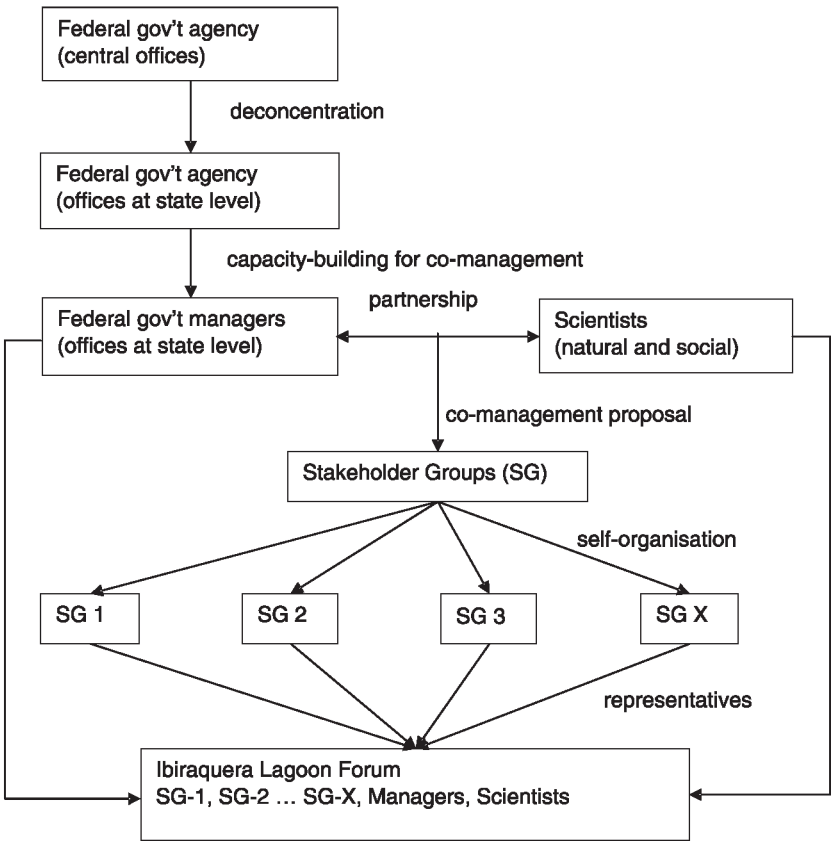 Federal gov't agency
(central offices)
deconcentration
Federal gov't agency
(offices at state level)
capacity-building for co-management
partnership
Federal gov't managers
(offices at state level)
Scientists
(natural and social)
co-management proposal
Stakeholder Groups (SG)
self-organisation
SG 1
SG 2
SG 3
SG X
representatives
Ibiraquera Lagoon Forum
SG-1, SG-2 ... SG-X, Managers, Scientists